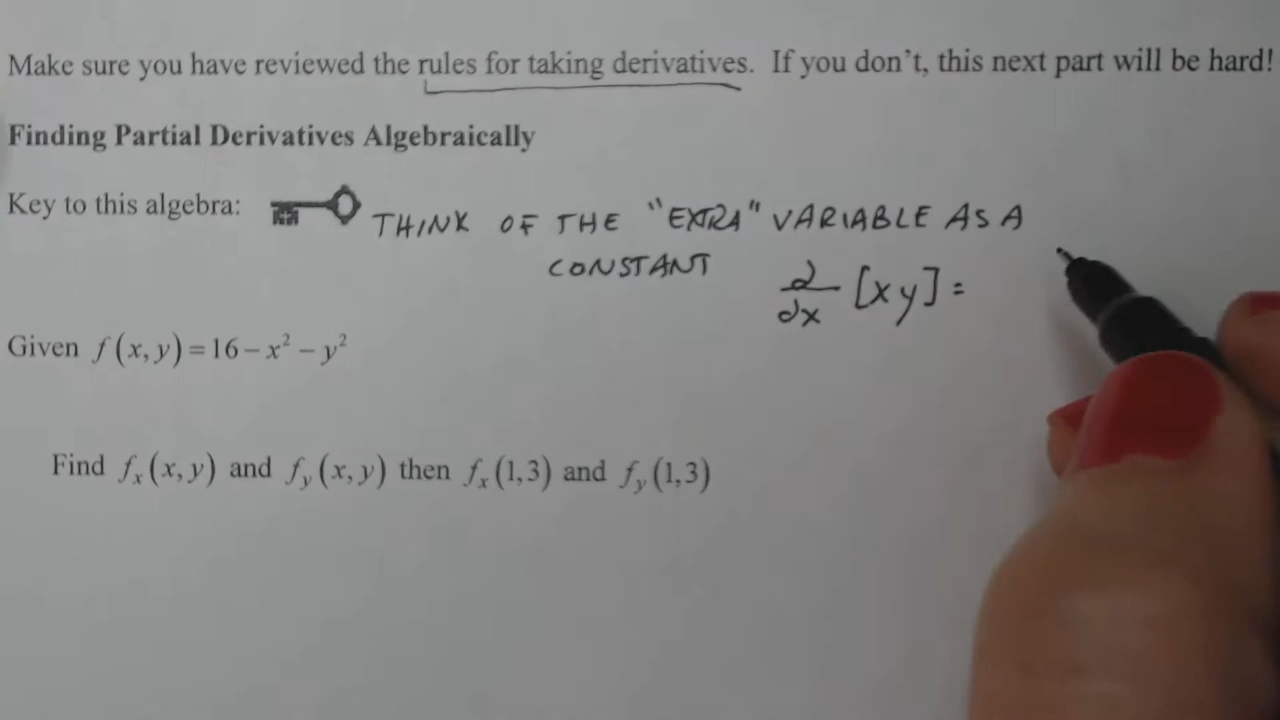 Make sure you have reviewed the rules for taking derivatives. If you don't, this next part will be hard!
Finding Partial Derivatives Algebraically
Key to this algebra: THINK OF THE "EXTRA" VARIABLE AS A
CONSTANT ∂/∂x [xy] =
Given f(x,y)=16−x²−y²
Find fₓ(x,y) and f_y(x,y) then fₓ(1,3) and f_y(1,3)